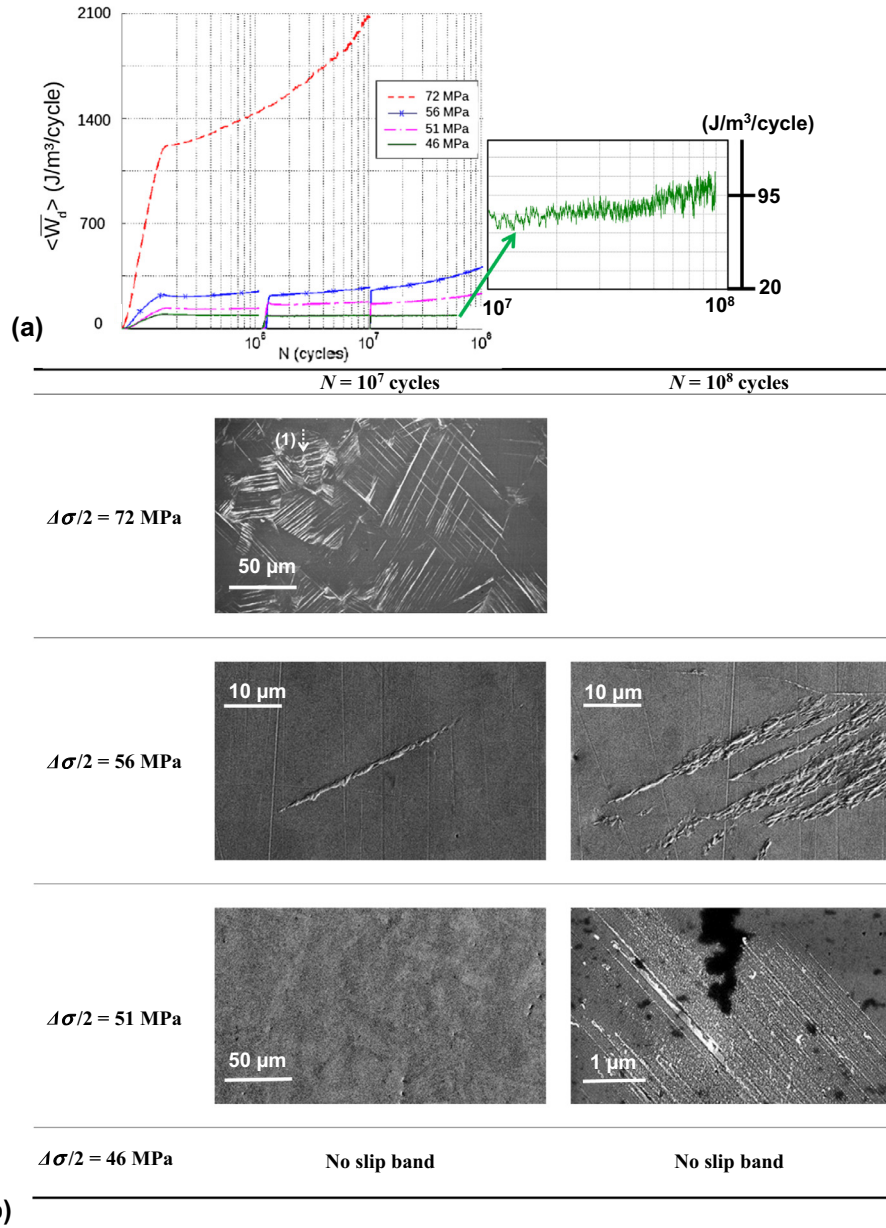 2100
1400
700
0
<W̅d> (J/m³/cycle)
72 MPa
56 MPa
51 MPa
46 MPa
10⁶
10⁷
10⁸
N (cycles)
(a)
(J/m³/cycle)
95
20
10⁷
10⁸
N = 10⁷ cycles
N = 10⁸ cycles
Δσ/2 = 72 MPa
(1)
50 µm
Δσ/2 = 56 MPa
10 µm
10 µm
Δσ/2 = 51 MPa
50 µm
1 µm
Δσ/2 = 46 MPa
No slip band
No slip band